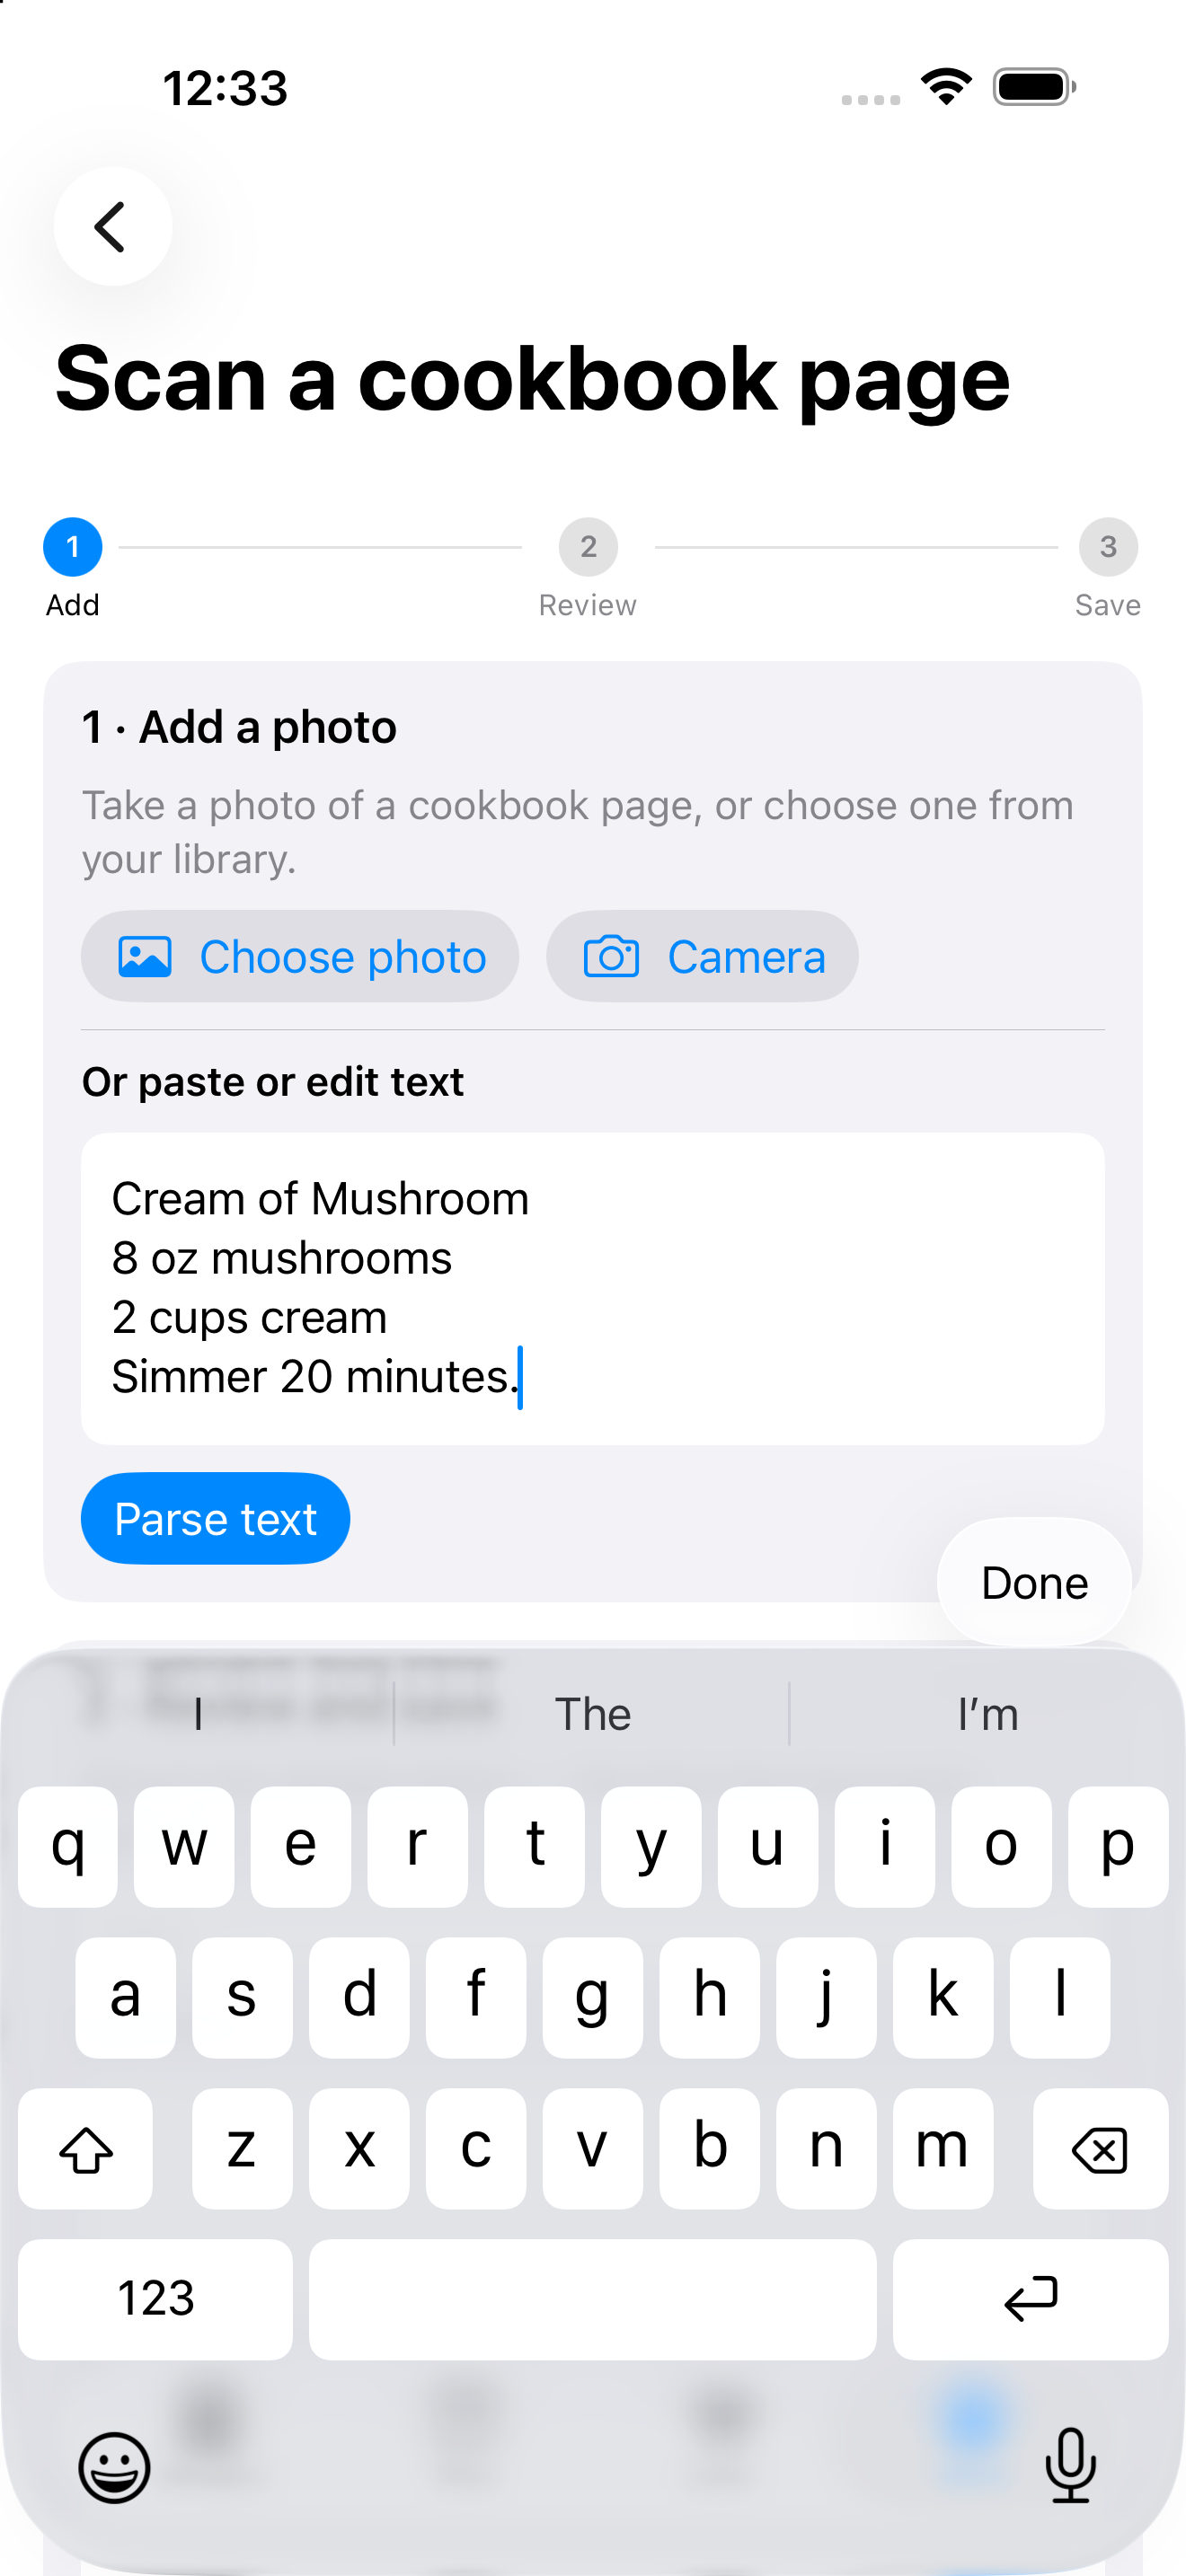 12:33
Scan a cookbook page
1
2
3
Add
Review
Save
1 · Add a photo
Take a photo of a cookbook page, or choose one from
your library.
Choose photo
Camera
Or paste or edit text
Cream of Mushroom
8 oz mushrooms
2 cups cream
Simmer 20 minutes.
Parse text
Done
I
The
I’m
q w e r t y u i o p
a s d f g h j k l
z x c v b n m
123